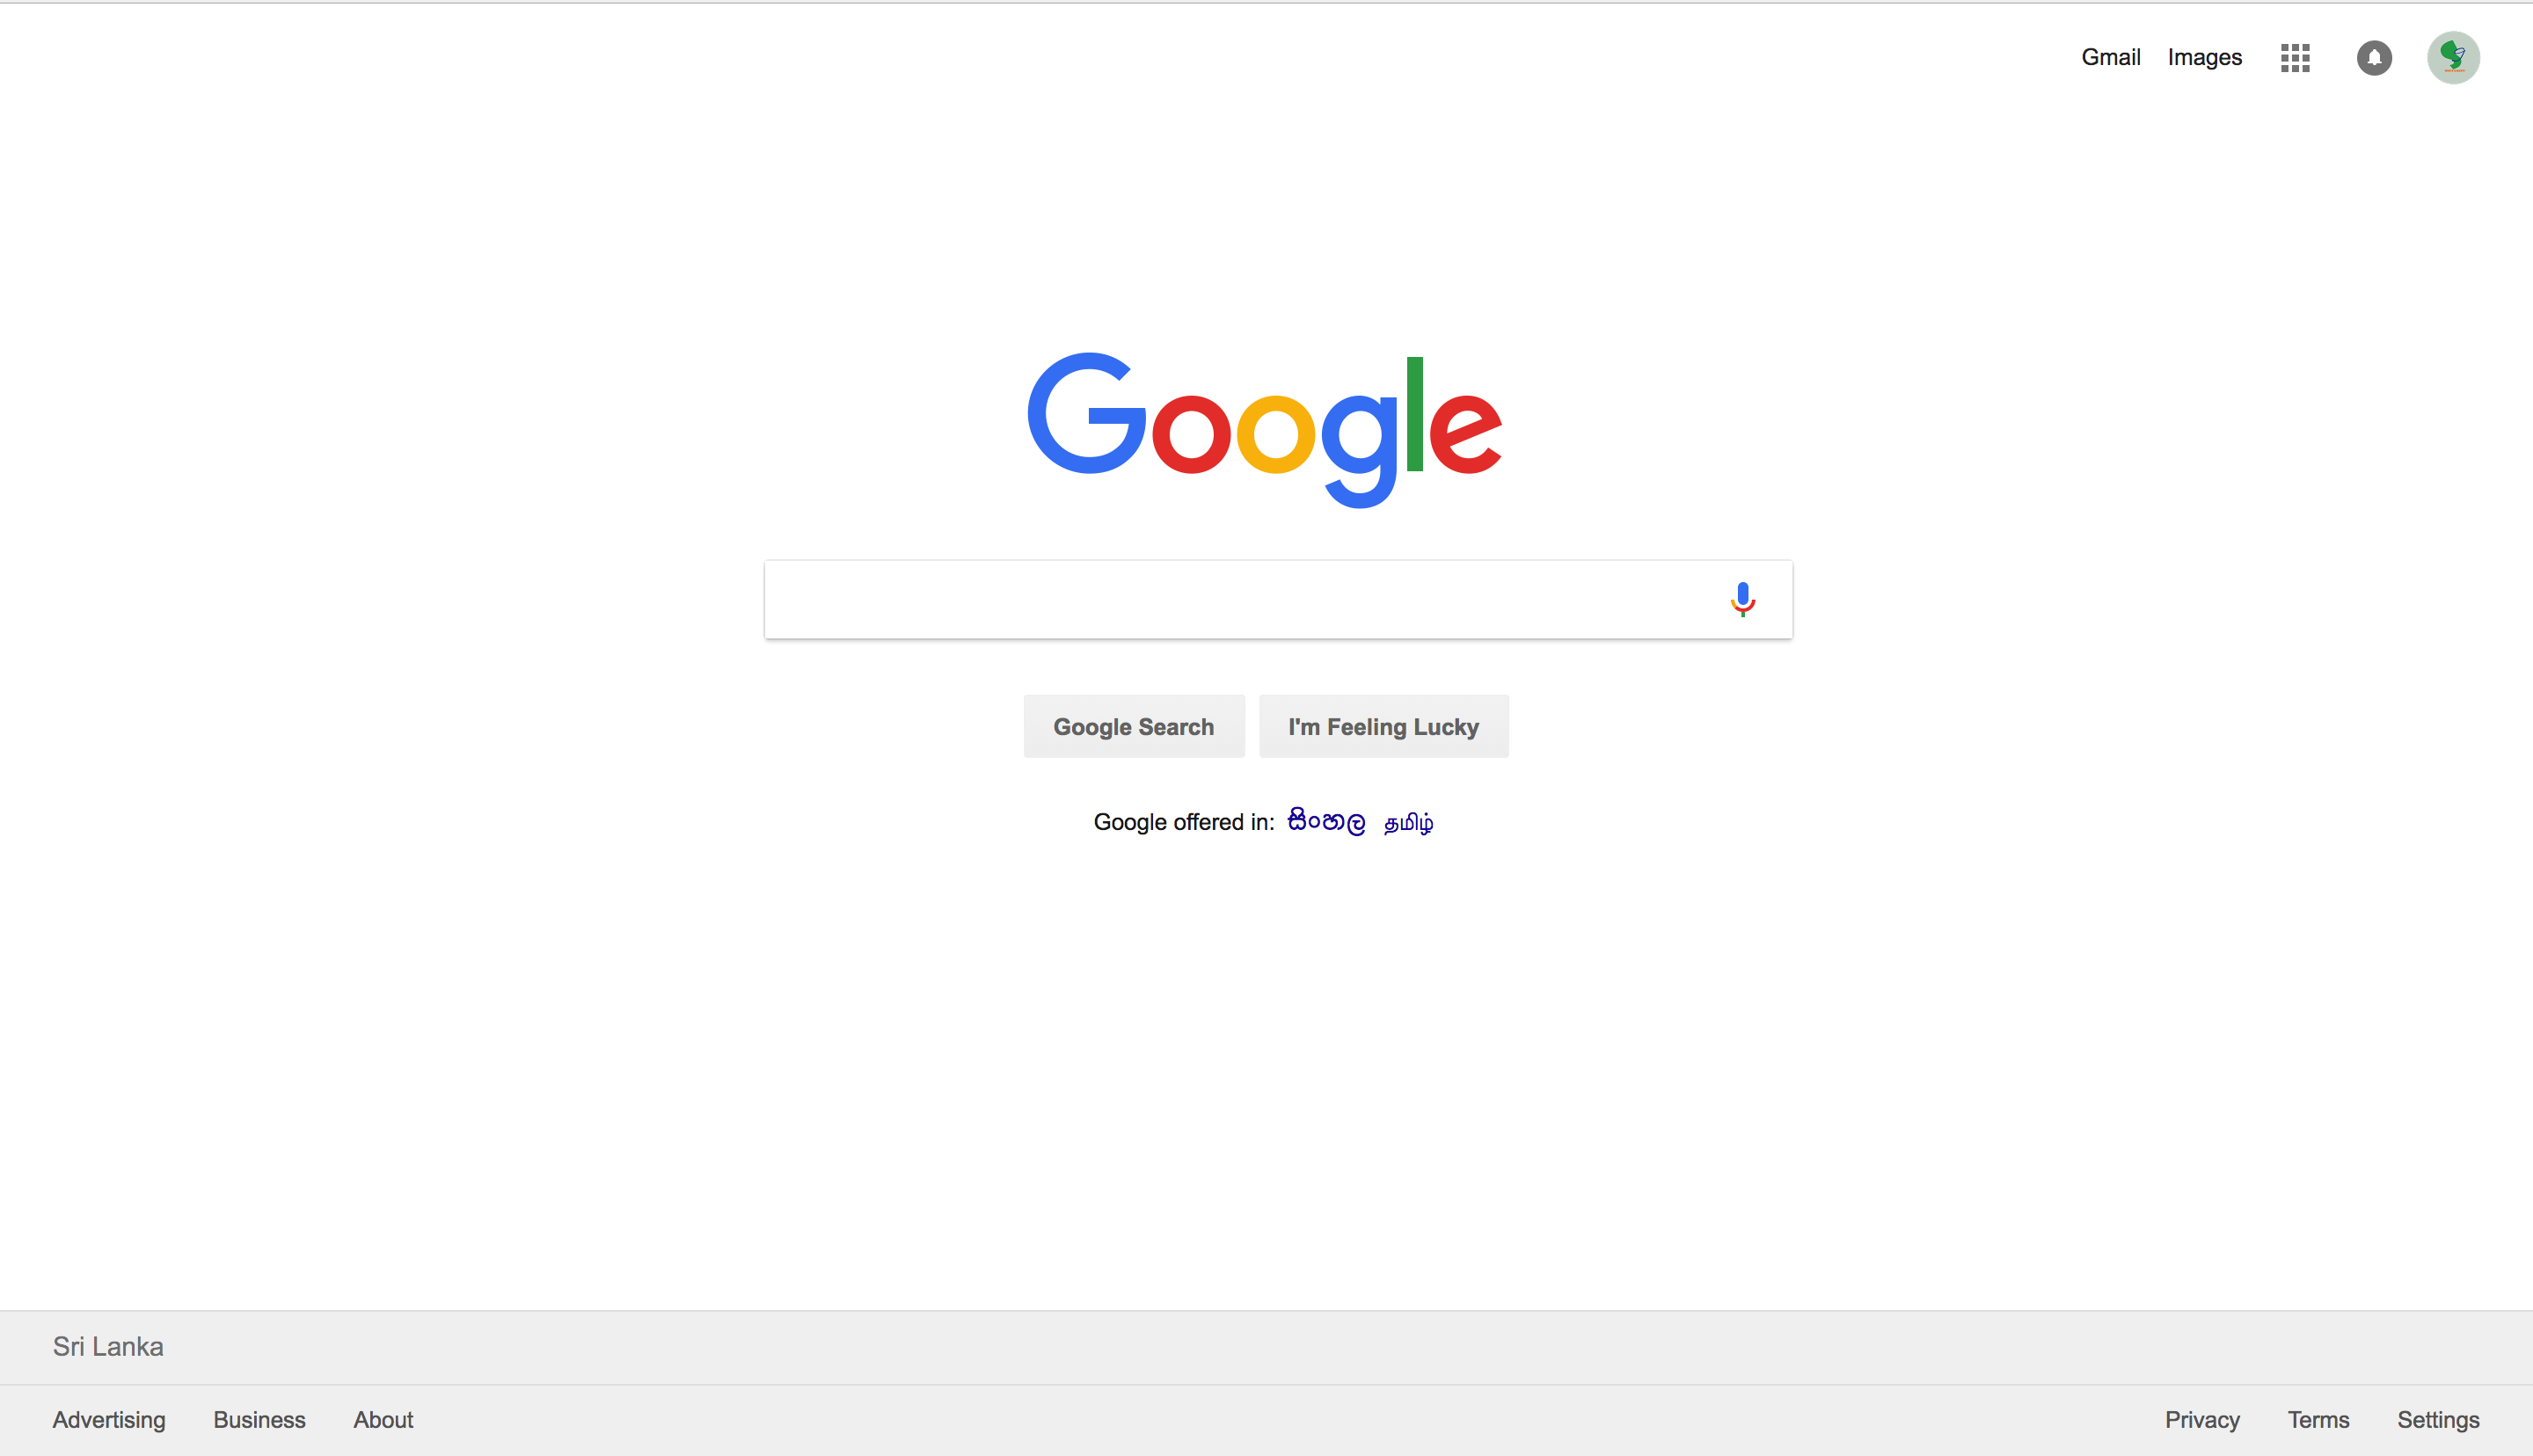 Gmail Images
Google
Google Search I'm Feeling Lucky
Google offered in: සිංහල தமிழ்
Sri Lanka
Advertising Business About Privacy Terms Settings